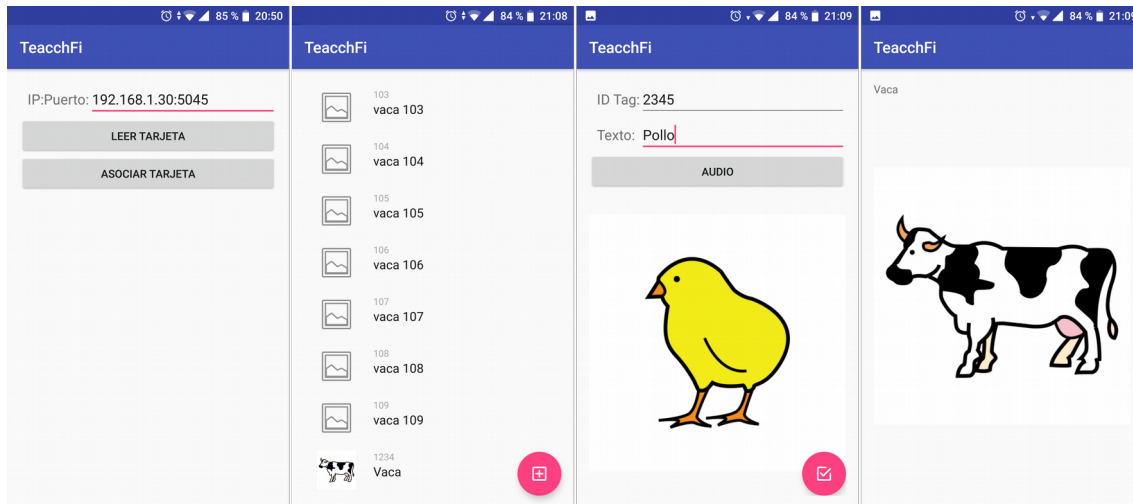 85 % 20:50
TeacchFi
IP:Puerto: 192.168.1.30:5045
LEER TARJETA
ASOCIAR TARJETA
84 % 21:08
TeacchFi
103
vaca 103
104
vaca 104
105
vaca 105
106
vaca 106
107
vaca 107
108
vaca 108
109
vaca 109
1234
Vaca
84 % 21:09
TeacchFi
ID Tag: 2345
Texto: Pollo
AUDIO
84 % 21:09
TeacchFi
Vaca